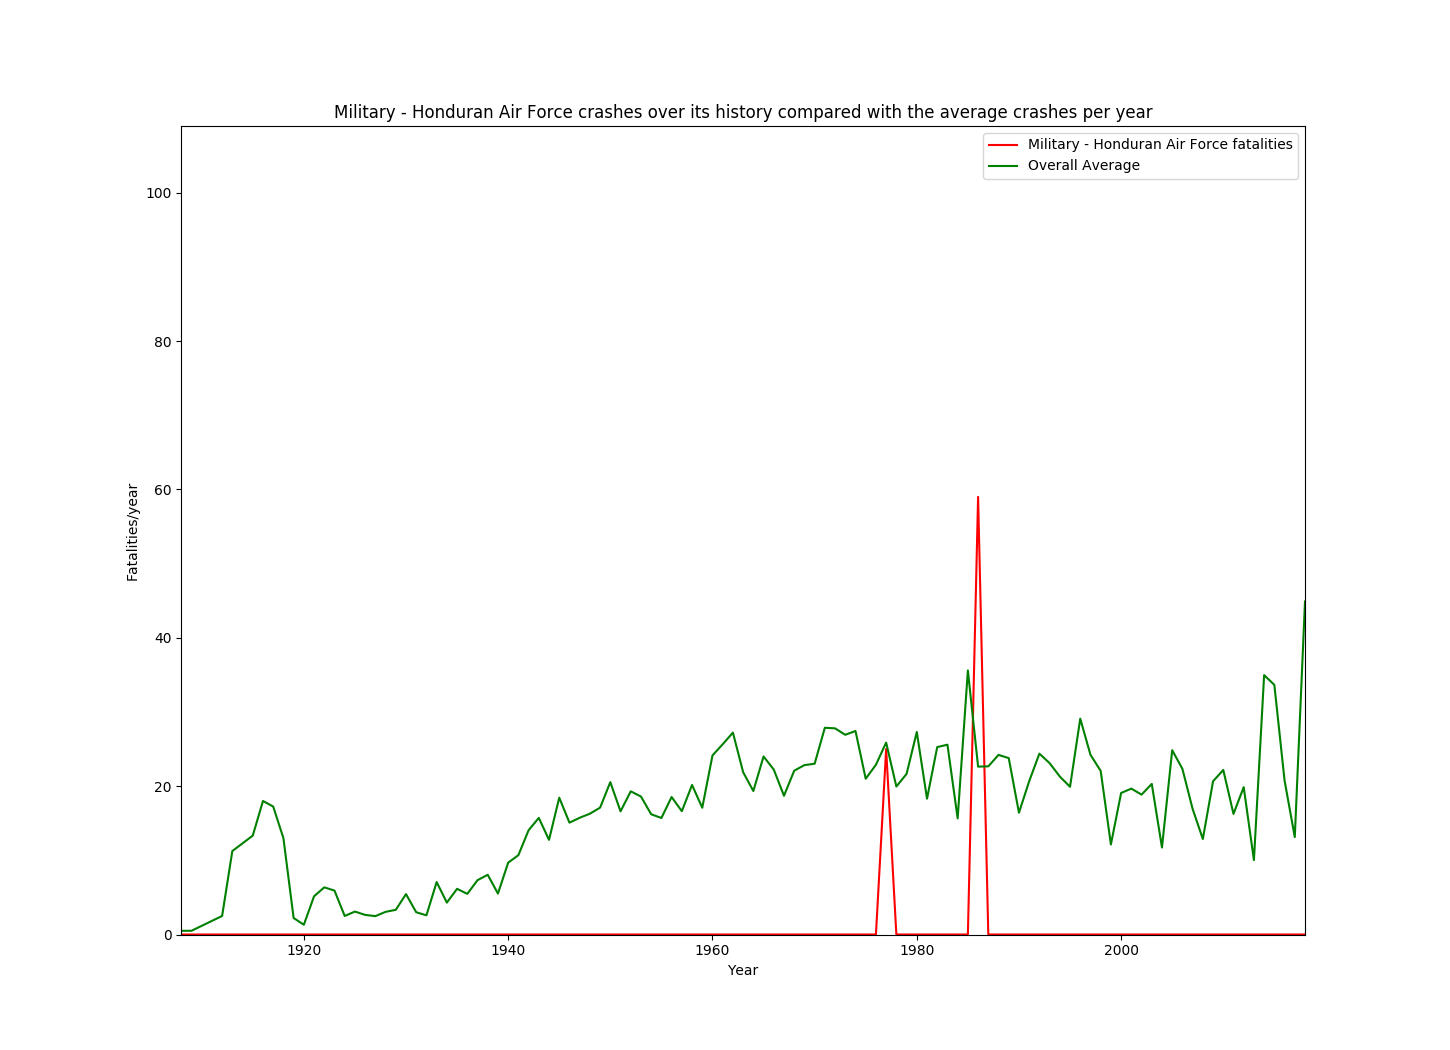 Military - Honduran Air Force crashes over its history compared with the average crashes per year
Military - Honduran Air Force fatalities
Overall Average
100
80
60
40
20
0
Fatalities/year
1920 1940 1960 1980 2000
Year